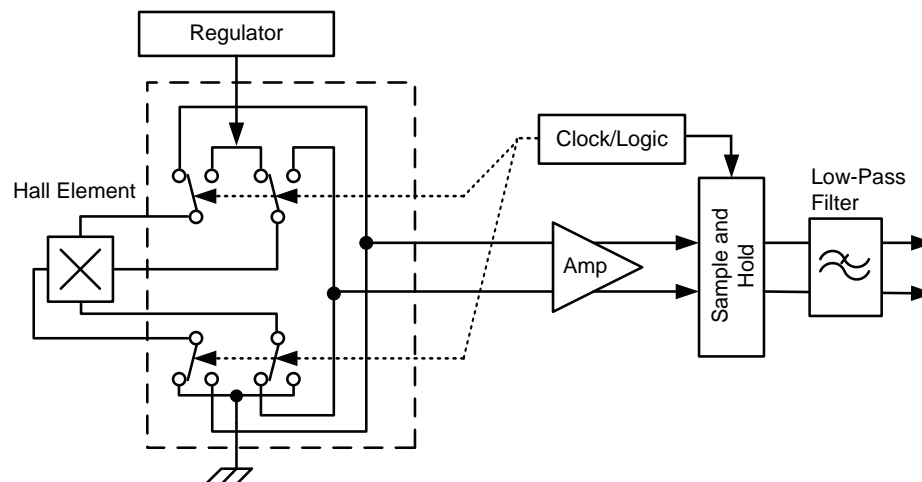 Regulator
Clock/Logic
Hall Element
Low-Pass
Filter
Amp
Sample and
Hold